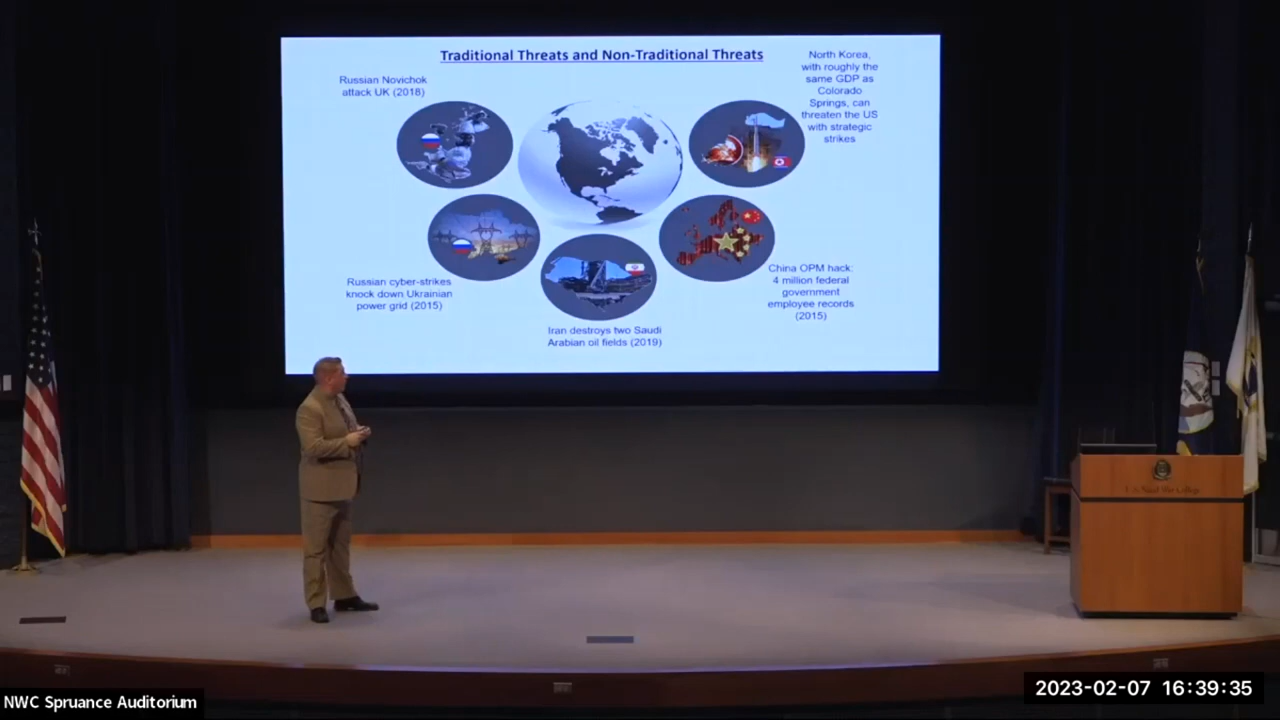 Traditional Threats and Non-Traditional Threats
Russian Novichok
attack UK (2018)
North Korea,
with roughly the
same GDP as
Colorado
Springs, can
threaten the US
with strategic
strikes
Russian cyber-strikes
knock down Ukrainian
power grid (2015)
Iran destroys two Saudi
Arabian oil fields (2019)
China OPM hack:
4 million federal
government
employee records
(2015)
U.S. Naval War College
NWC Spruance Auditorium
2023-02-07 16:39:35